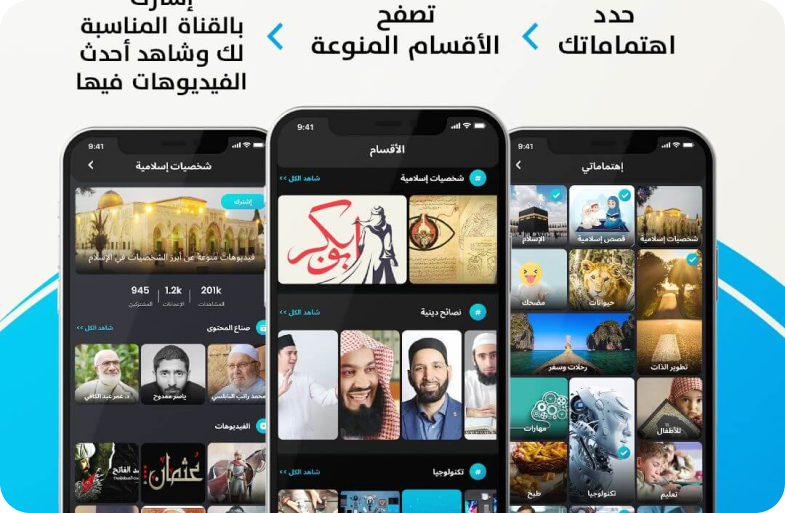 حدد
اهتماماتك
تصفح
الأقسام المنوعة
إشترك
بالقناة المناسبة
لك وشاهد أحدث
الفيديوهات فيها
9:41
إهتماماتي
شخصيات إسلامية
قصص إسلامية
الإسلام
تطوير الذات
حيوانات
مضحك
رحلات وسفر
للأطفال
تكنولوجيا
مهارات
تعليم
طبخ
9:41
الأقسام
# شخصيات إسلامية
شاهد الكل >>
أبو بكر
# نصائح دينية
شاهد الكل >>
# تكنولوجيا
شاهد الكل >>
9:41
شخصيات إسلامية
إشترك
فيديوهات منوعة عن أبرز الشخصيات في الإسلام
201k
1.2k
945
المشاهدات
الإعجابات
المشتركين
صناع المحتوى
شاهد الكل >>
محمد راتب النابلسي
ياسر ممدوح
د. عمر عبد الكافي
الفيديوهات
عثمان
الفاتح